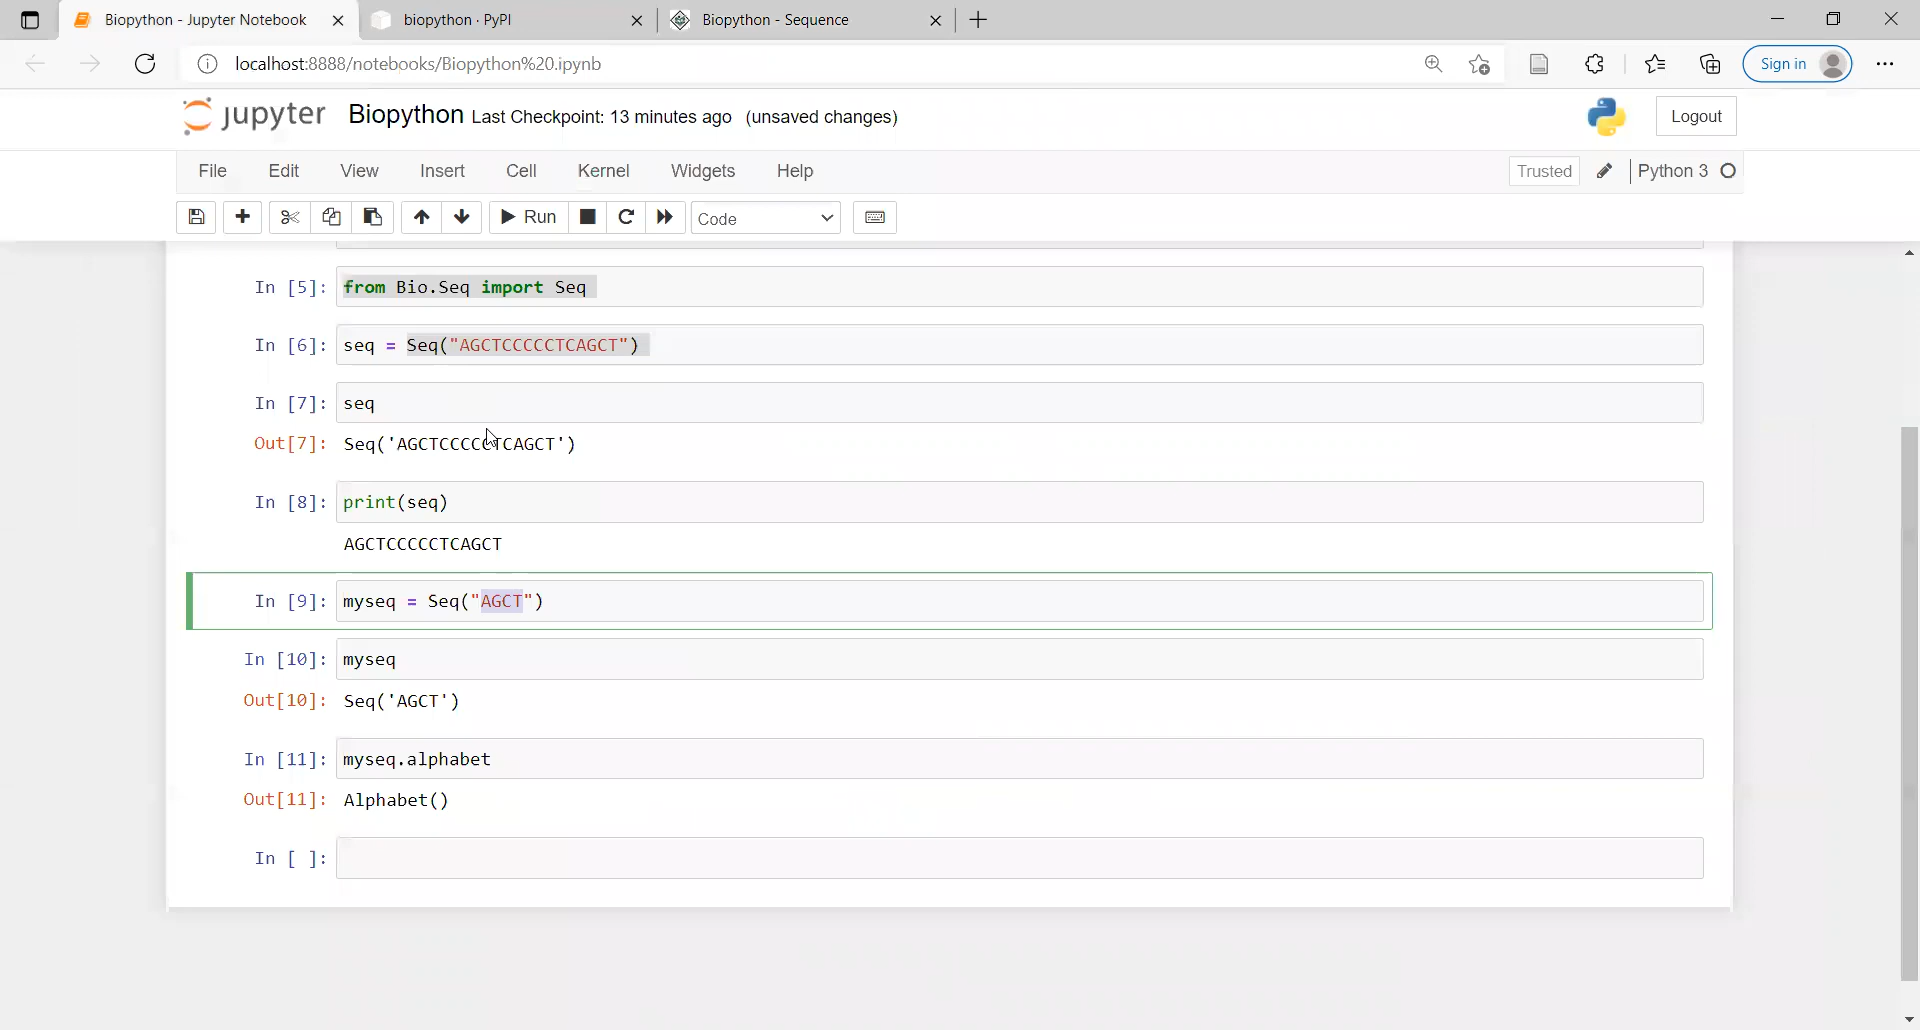 Biopython - Jupyter Notebook
biopython · PyPI
Biopython - Sequence
localhost:8888/notebooks/Biopython%20.ipynb
Sign in
jupyter Biopython Last Checkpoint: 13 minutes ago (unsaved changes)
Logout
File Edit View Insert Cell Kernel Widgets Help
Trusted
Python 3
Run
Code
In [5]: from Bio.Seq import Seq
In [6]: seq = Seq("AGCTCCCCCTCAGCT")
In [7]: seq
Out[7]: Seq('AGCTCCCCCTCAGCT')
In [8]: print(seq)
AGCTCCCCCTCAGCT
In [9]: myseq = Seq("AGCT")
In [10]: myseq
Out[10]: Seq('AGCT')
In [11]: myseq.alphabet
Out[11]: Alphabet()
In [ ]: